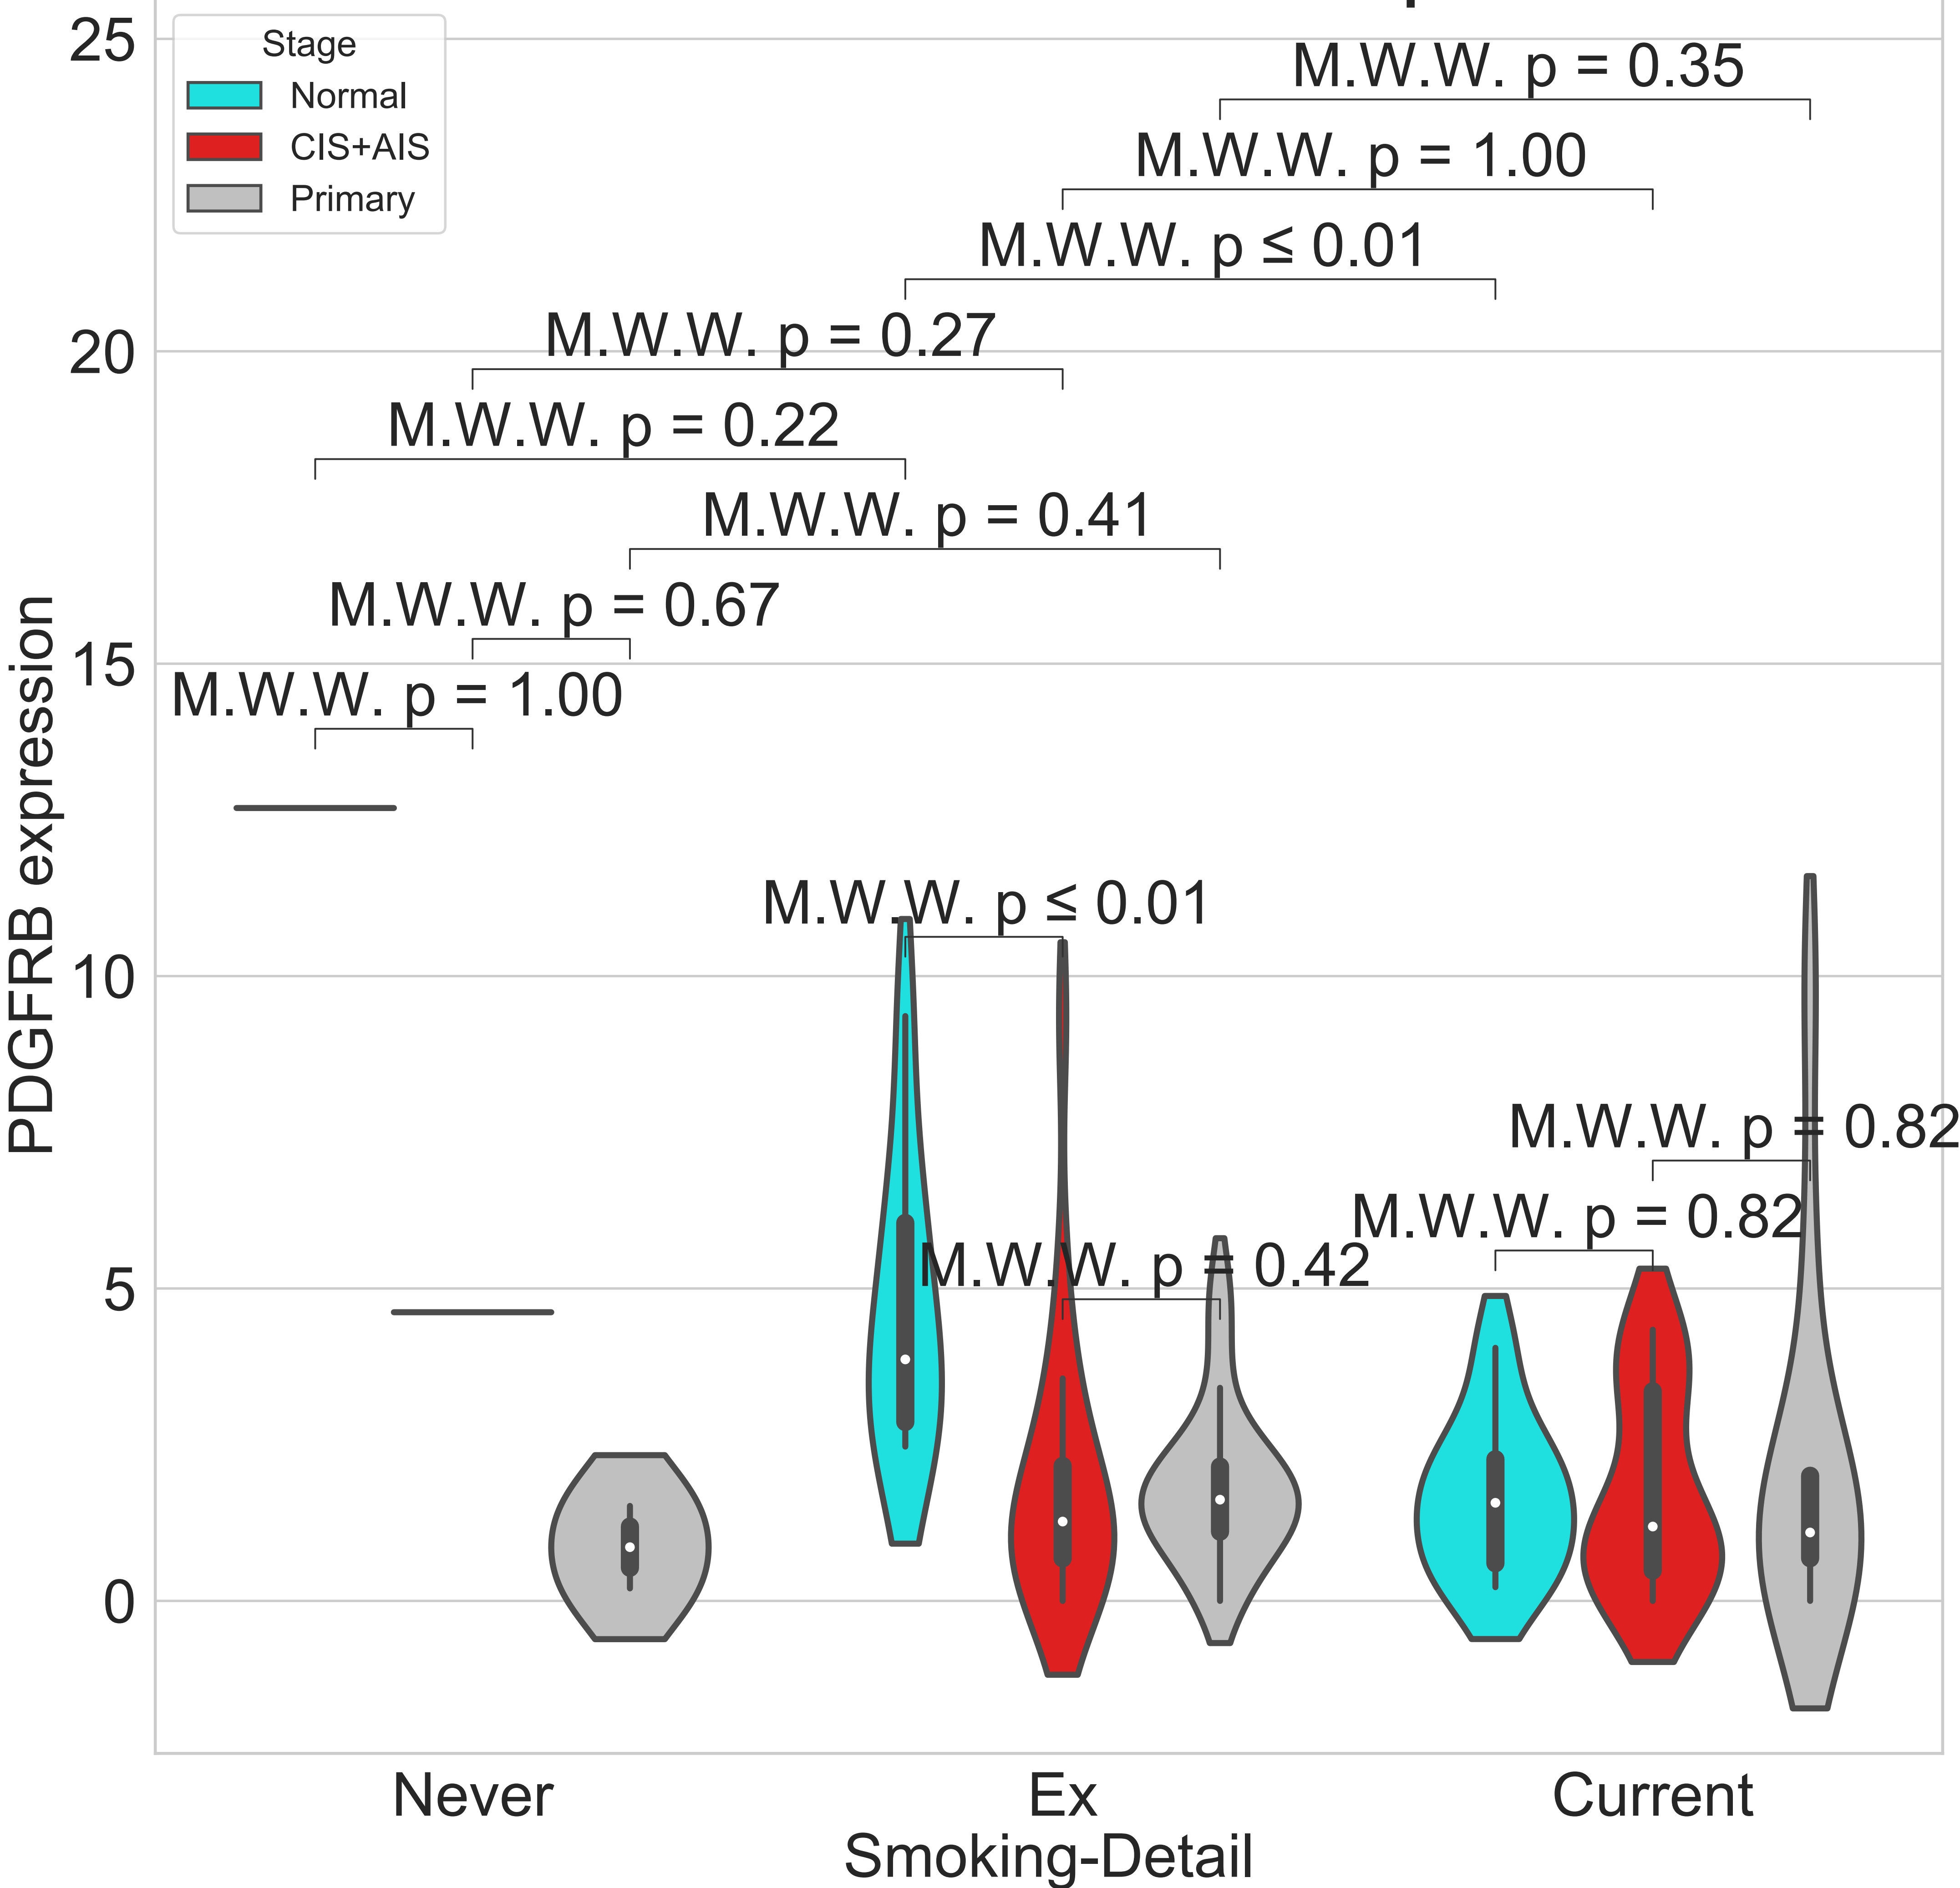 25
Stage
Normal
CIS+AIS
Primary
M.W.W. p = 0.35
M.W.W. p = 1.00
M.W.W. p ≤ 0.01
M.W.W. p = 0.27
20
M.W.W. p = 0.22
M.W.W. p = 0.41
M.W.W. p = 0.67
15
M.W.W. p = 1.00
PDGFRB expression
M.W.W. p ≤ 0.01
10
M.W.W. p = 0.82
M.W.W. p = 0.82
M.W.W. p = 0.42
5
0
Never
Ex
Current
Smoking-Detail